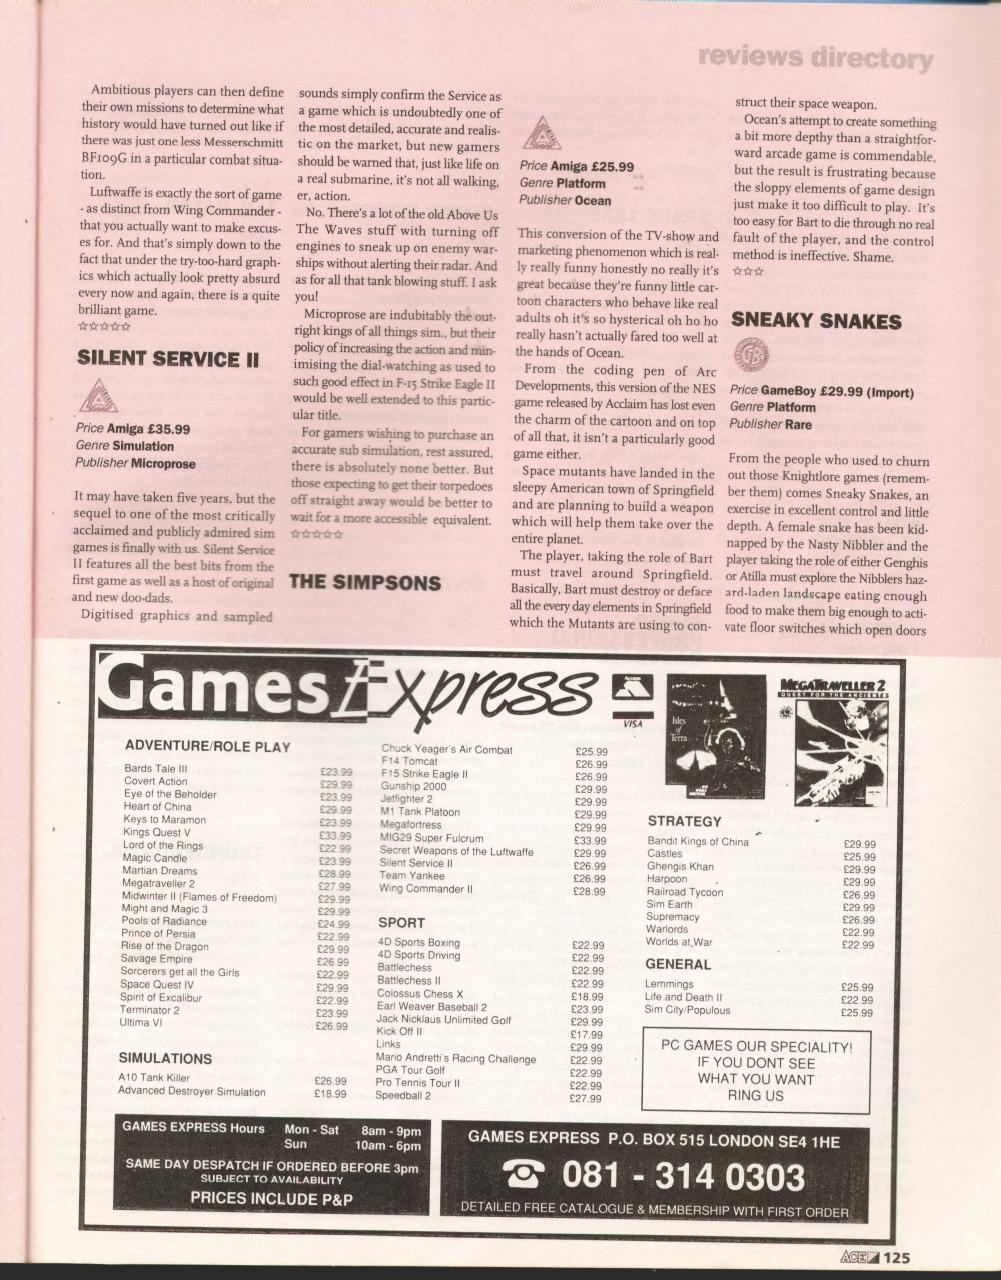 reviews directory
Ambitious players can then define
their own missions to determine what
history would have turned out like if
there was just one less Messerschmitt
BF109G in a particular combat situa-
tion.
Luftwaffe is exactly the sort of game
- as distinct from Wing Commander -
that you actually want to make excus-
es for. And that's simply down to the
fact that under the try-too-hard graph-
ics which actually look pretty absurd
every now and again, there is a quite
brilliant game.
☆☆☆☆☆
SILENT SERVICE II
Price Amiga £35.99
Genre Simulation
Publisher Microprose
It may have taken five years, but the
sequel to one of the most critically
acclaimed and publicly admired sim
games is finally with us. Silent Service
II features all the best bits from the
first game as well as a host of original
and new doo-dads.
Digitised graphics and sampled
sounds simply confirm the Service as
a game which is undoubtedly one of
the most detailed, accurate and realis-
tic on the market, but new gamers
should be warned that, just like life on
a real submarine, it's not all walking,
er, action.
No. There's a lot of the old Above Us
The Waves stuff with turning off
engines to sneak up on enemy war-
ships without alerting their radar. And
as for all that tank blowing stuff. I ask
you!
Microprose are indubitably the out-
right kings of all things sim., but their
policy of increasing the action and min-
imising the dial-watching as used to
such good effect in F-15 Strike Eagle II
would be well extended to this partic-
ular title.
For gamers wishing to purchase an
accurate sub simulation, rest assured,
there is absolutely none better. But
those expecting to get their torpedoes
off straight away would be better to
wait for a more accessible equivalent.
☆☆☆☆☆
THE SIMPSONS
Price Amiga £25.99
Genre Platform
Publisher Ocean
This conversion of the TV-show and
marketing phenomenon which is real-
ly really funny honestly no really it's
great because they're funny little car-
toon characters who behave like real
adults oh it's so hysterical oh ho ho
really hasn't actually fared too well at
the hands of Ocean.
From the coding pen of Arc
Developments, this version of the NES
game released by Acclaim has lost even
the charm of the cartoon and on top
of all that, it isn't a particularly good
game either.
Space mutants have landed in the
sleepy American town of Springfield
and are planning to build a weapon
which will help them take over the
entire planet.
The player, taking the role of Bart
must travel around Springfield.
Basically, Bart must destroy or deface
all the every day elements in Springfield
which the Mutants are using to con-
struct their space weapon.
Ocean's attempt to create something
a bit more depthy than a straightfor-
ward arcade game is commendable,
but the result is frustrating because
the sloppy elements of game design
just make it too difficult to play. It's
too easy for Bart to die through no real
fault of the player, and the control
method is ineffective. Shame.
☆☆☆
SNEAKY SNAKES
GB
Price GameBoy £29.99 (Import)
Genre Platform
Publisher Rare
From the people who used to churn
out those Knightlore games (remem-
ber them) comes Sneaky Snakes, an
exercise in excellent control and little
depth. A female snake has been kid-
napped by the Nasty Nibbler and the
player taking the role of either Genghis
or Atilla must explore the Nibblers haz-
ard-laden landscape eating enough
food to make them big enough to acti-
vate floor switches which open doors
Games Express
Access
VISA
Isles of Terra
MEGATRAVELLER 2
QUEST FOR THE ANCIENTS
ADVENTURE/ROLE PLAY
Bards Tale III £23.99
Covert Action £29.99
Eye of the Beholder £23.99
Heart of China £29.99
Keys to Maramon £23.99
Kings Quest V £33.99
Lord of the Rings £22.99
Magic Candle £23.99
Martian Dreams £28.99
Megatraveller 2 £27.99
Midwinter II (Flames of Freedom) £29.99
Might and Magic 3 £29.99
Pools of Radiance £24.99
Prince of Persia £22.99
Rise of the Dragon £29.99
Savage Empire £26.99
Sorcerers get all the Girls £22.99
Space Quest IV £29.99
Spirit of Excalibur £22.99
Terminator 2 £23.99
Ultima VI £26.99
SIMULATIONS
A10 Tank Killer £26.99
Advanced Destroyer Simulation £18.99
Chuck Yeager's Air Combat £25.99
F14 Tomcat £26.99
F15 Strike Eagle II £26.99
Gunship 2000 £29.99
Jetfighter 2 £29.99
M1 Tank Platoon £29.99
Megafortress £29.99
MIG29 Super Fulcrum £33.99
Secret Weapons of the Luftwaffe £29.99
Silent Service II £26.99
Team Yankee £26.99
Wing Commander II £28.99
SPORT
4D Sports Boxing £22.99
4D Sports Driving £22.99
Battlechess £22.99
Battlechess II £22.99
Colossus Chess X £18.99
Earl Weaver Baseball 2 £23.99
Jack Nicklaus Unlimited Golf £29.99
Kick Off II £17.99
Links £29.99
Mario Andretti's Racing Challenge £22.99
PGA Tour Golf £22.99
Pro Tennis Tour II £22.99
Speedball 2 £27.99
STRATEGY
Bandit Kings of China £29.99
Castles £25.99
Ghengis Khan £29.99
Harpoon £29.99
Railroad Tycoon £26.99
Sim Earth £29.99
Supremacy £26.99
Warlords £22.99
Worlds at War £22.99
GENERAL
Lemmings £25.99
Life and Death II £22.99
Sim City/Populous £25.99
PC GAMES OUR SPECIALITY!
IF YOU DONT SEE
WHAT YOU WANT
RING US
GAMES EXPRESS Hours Mon - Sat 8am - 9pm
Sun 10am - 6pm
SAME DAY DESPATCH IF ORDERED BEFORE 3pm
SUBJECT TO AVAILABILITY
PRICES INCLUDE P&P
GAMES EXPRESS P.O. BOX 515 LONDON SE4 1HE
081 - 314 0303
DETAILED FREE CATALOGUE & MEMBERSHIP WITH FIRST ORDER
ACE 125